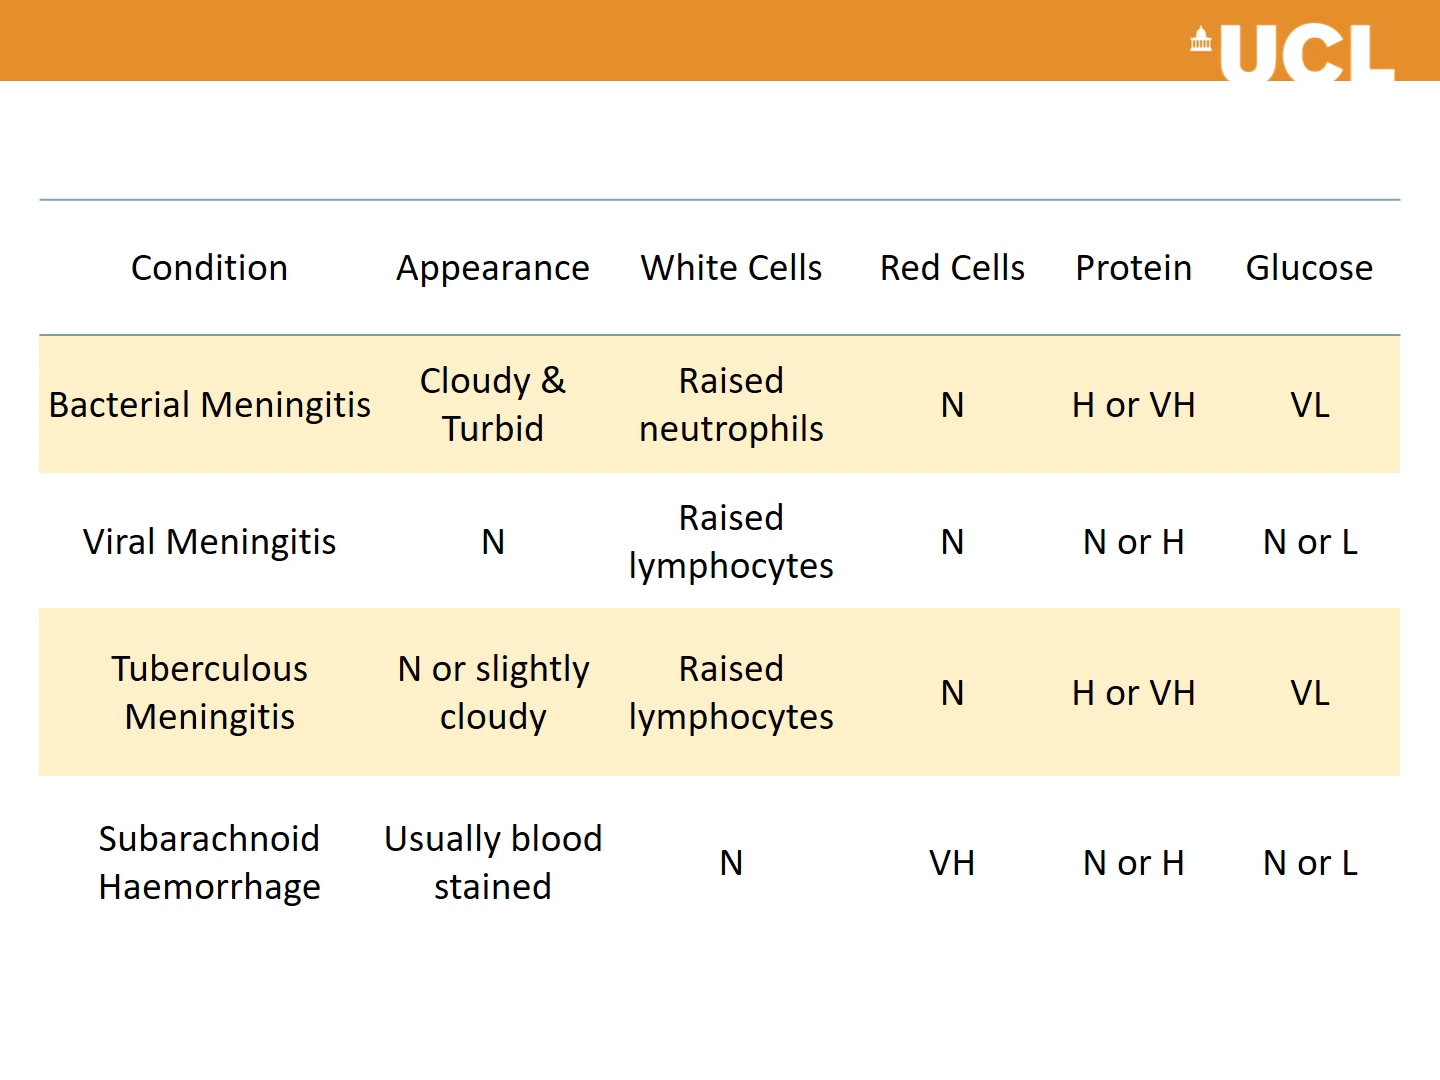 UCL
Condition Appearance White Cells Red Cells Protein Glucose
Bacterial Meningitis Cloudy & Turbid Raised neutrophils N H or VH VL
Viral Meningitis N Raised lymphocytes N N or H N or L
Tuberculous Meningitis N or slightly cloudy Raised lymphocytes N H or VH VL
Subarachnoid Haemorrhage Usually blood stained N VH N or H N or L